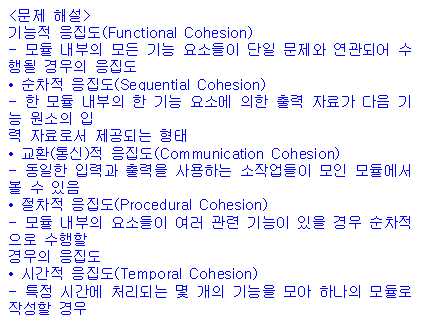 <문제 해설>
기능적 응집도(Functional Cohesion)
- 모듈 내부의 모든 기능 요소들이 단일 문제와 연관되어 수
행될 경우의 응집도
• 순차적 응집도(Sequential Cohesion)
- 한 모듈 내부의 한 기능 요소에 의한 출력 자료가 다음 기
능 원소의 입
력 자료로서 제공되는 형태
• 교환(통신)적 응집도(Communication Cohesion)
- 동일한 입력과 출력을 사용하는 소작업들이 모인 모듈에서
볼 수 있음
• 절차적 응집도(Procedural Cohesion)
- 모듈 내부의 요소들이 여러 관련 기능이 있을 경우 순차적
으로 수행할
경우의 응집도
• 시간적 응집도(Temporal Cohesion)
- 특정 시간에 처리되는 몇 개의 기능을 모아 하나의 모듈로
작성할 경우